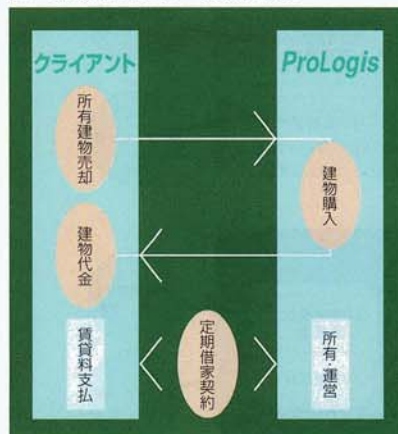 クライアント
ProLogis
所有建物売却
建物購入
建物代金
賃貸料支払
定期借家契約
所有・運営